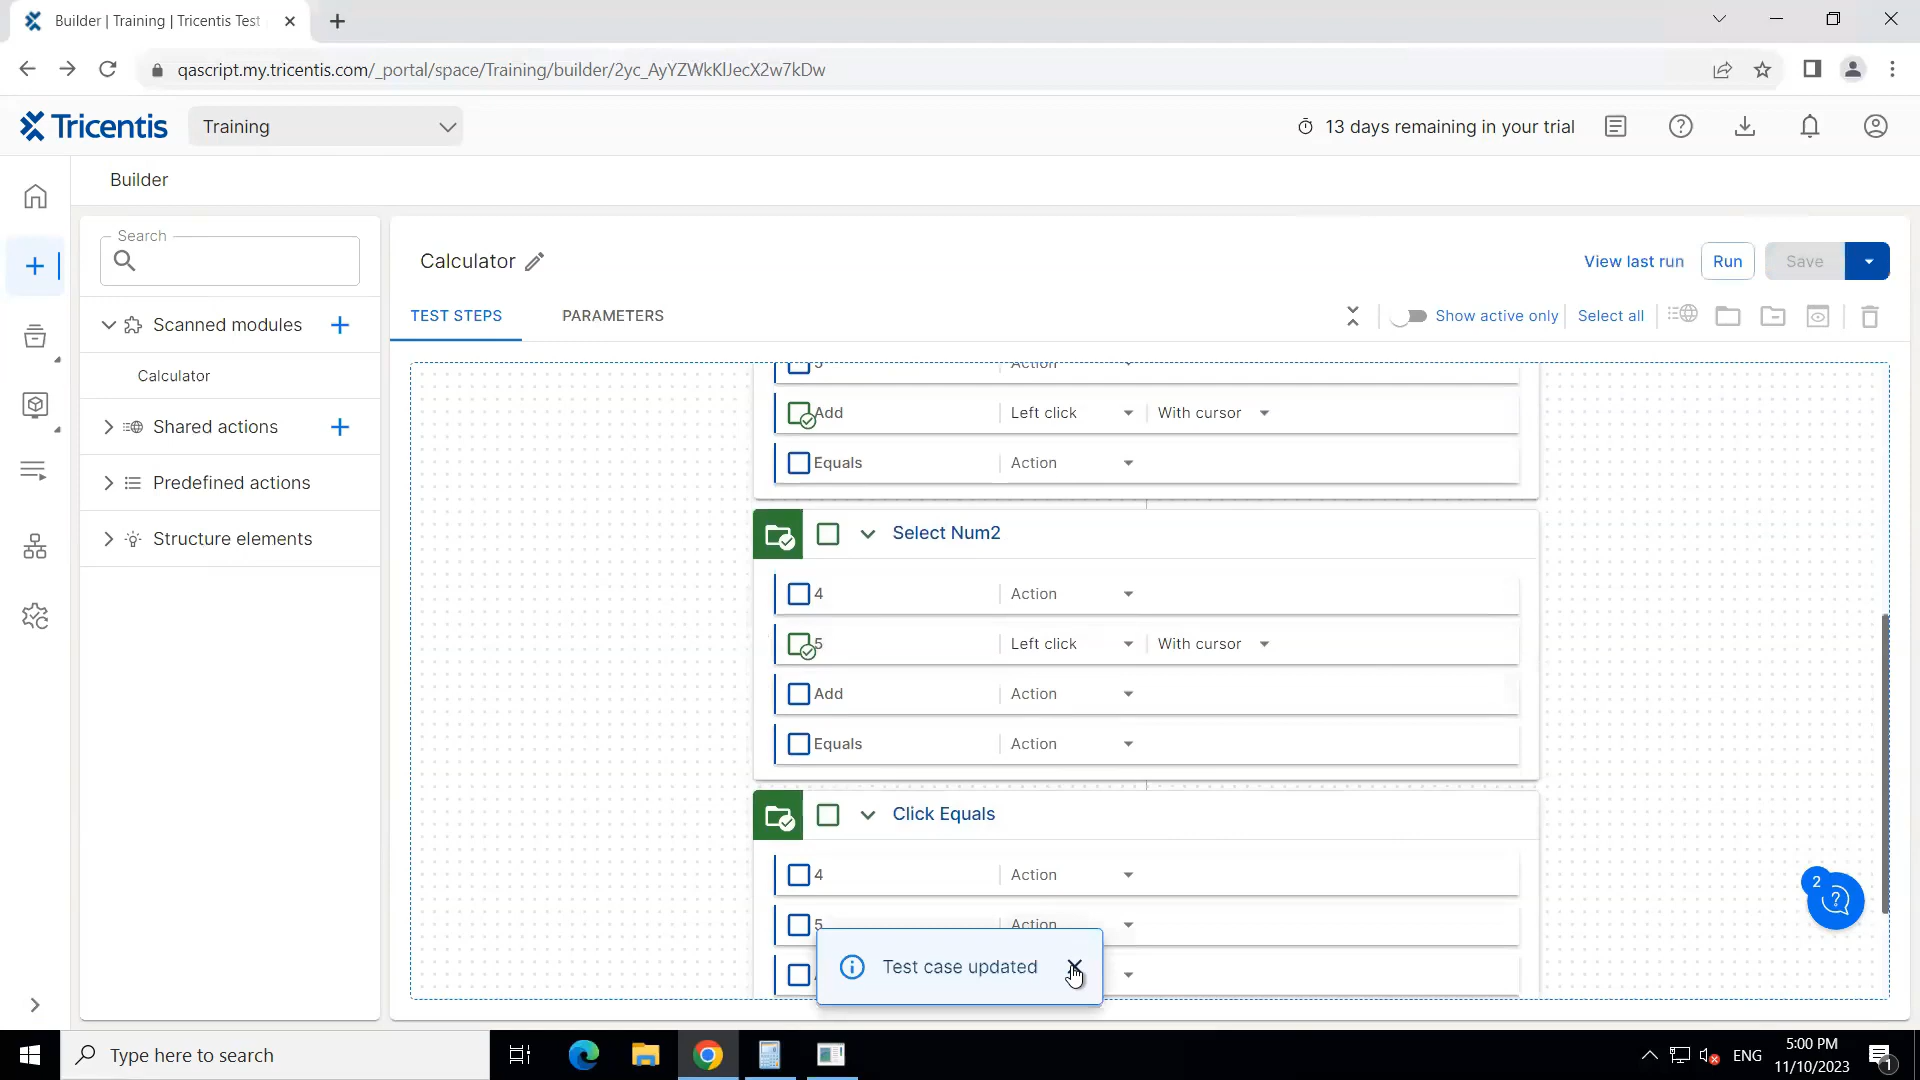 Builder | Training | Tricentis Test
qascript.my.tricentis.com/_portal/space/Training/builder/2yc_AyYZWkKlJecX2w7kDw
Tricentis
Training
13 days remaining in your trial
Builder
Search
Scanned modules
Calculator
Shared actions
Predefined actions
Structure elements
Calculator
View last run
Run
Save
TEST STEPS
PARAMETERS
Show active only
Select all
5 Action
Add Left click With cursor
Equals Action
Select Num2
4 Action
5 Left click With cursor
Add Action
Equals Action
Click Equals
4 Action
5 Action
Test case updated
2
Type here to search
ENG
5:00 PM
11/10/2023
1